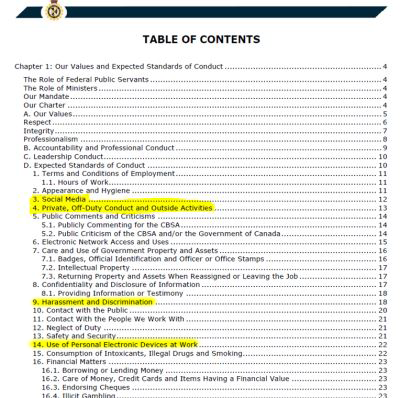 TABLE OF CONTENTS
Chapter 1: Our Values and Expected Standards of Conduct ........ 4
The Role of Federal Public Servants ........ 4
The Role of Ministers ........ 4
Our Mandate ........ 4
Our Charter ........ 4
A. Our Values ........ 5
Respect ........ 6
Integrity ........ 7
Professionalism ........ 8
B. Accountability and Professional Conduct ........ 9
C. Leadership Conduct ........ 10
D. Expected Standards of Conduct ........ 10
1. Terms and Conditions of Employment ........ 11
1.1. Hours of Work ........ 11
2. Appearance and Hygiene ........ 11
3. Social Media ........ 12
4. Private, Off-Duty Conduct and Outside Activities ........ 13
5. Public Comments and Criticisms ........ 14
5.1. Publicly Commenting for the CBSA ........ 14
5.2. Public Criticism of the CBSA and/or the Government of Canada ........ 14
6. Electronic Network Access and Uses ........ 15
7. Care and Use of Government Property and Assets ........ 16
7.1. Badges, Official Identification and Officer or Office Stamps ........ 16
7.2. Intellectual Property ........ 17
7.3. Returning Property and Assets When Reassigned or Leaving the Job ........ 17
8. Confidentiality and Disclosure of Information ........ 17
8.1. Providing Information or Testimony ........ 18
9. Harassment and Discrimination ........ 18
10. Contact with the Public ........ 20
11. Contact With the People We Work With ........ 21
12. Neglect of Duty ........ 21
13. Safety and Security ........ 21
14. Use of Personal Electronic Devices at Work ........ 22
15. Consumption of Intoxicants, Illegal Drugs and Smoking ........ 22
16. Financial Matters ........ 23
16.1. Borrowing or Lending Money ........ 23
16.2. Care of Money, Credit Cards and Items Having a Financial Value ........ 23
16.3. Endorsing Cheques ........ 23
16.4. Illicit Gambling ........ 23